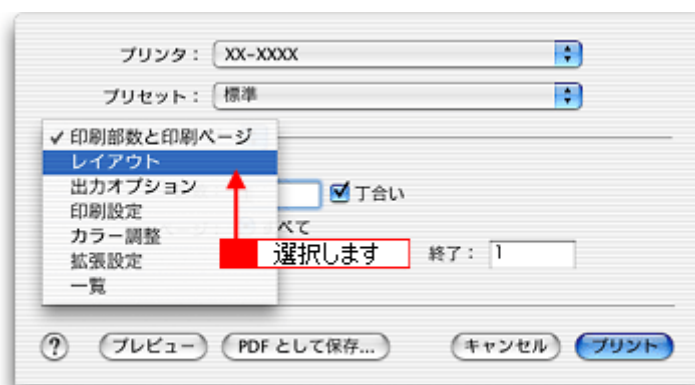 プリンタ： XX-XXXX
プリセット： 標準
✓ 印刷部数と印刷ページ
レイアウト
出力オプション
丁合い
印刷設定
べて
カラー調整
選択します
終了： 1
拡張設定
一覧
? プレビュー PDF として保存... キャンセル プリント